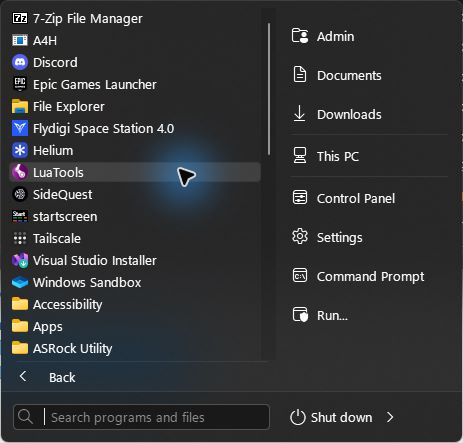 7-Zip File Manager
A4H
Discord
Epic Games Launcher
File Explorer
Flydigi Space Station 4.0
Helium
LuaTools
SideQuest
startscreen
Tailscale
Visual Studio Installer
Windows Sandbox
Accessibility
Apps
ASRock Utility
Back
Search programs and files
Admin
Documents
Downloads
This PC
Control Panel
Settings
Command Prompt
Run...
Shut down